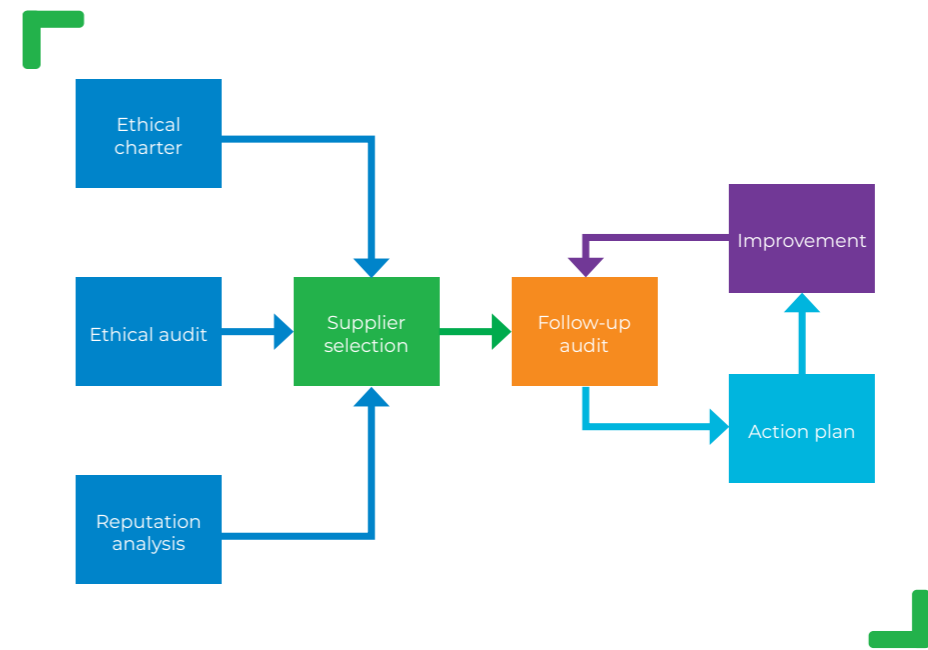 Ethical
charter
Improvement
Ethical audit
Supplier
selection
Follow-up
audit
Action plan
Reputation
analysis